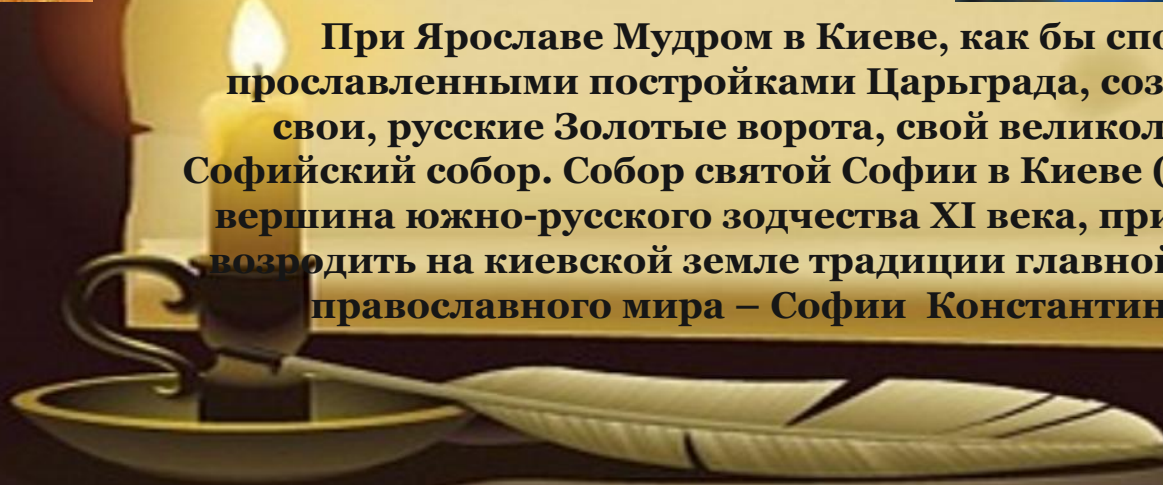 При Ярославе Мудром в Киеве, как бы спо
прославленными постройками Царьграда, соз
свои, русские Золотые ворота, свой великол
Софийский собор. Собор святой Софии в Киеве (
вершина южно-русского зодчества XI века, при
возродить на киевской земле традиции главной
православного мира – Софии Константин